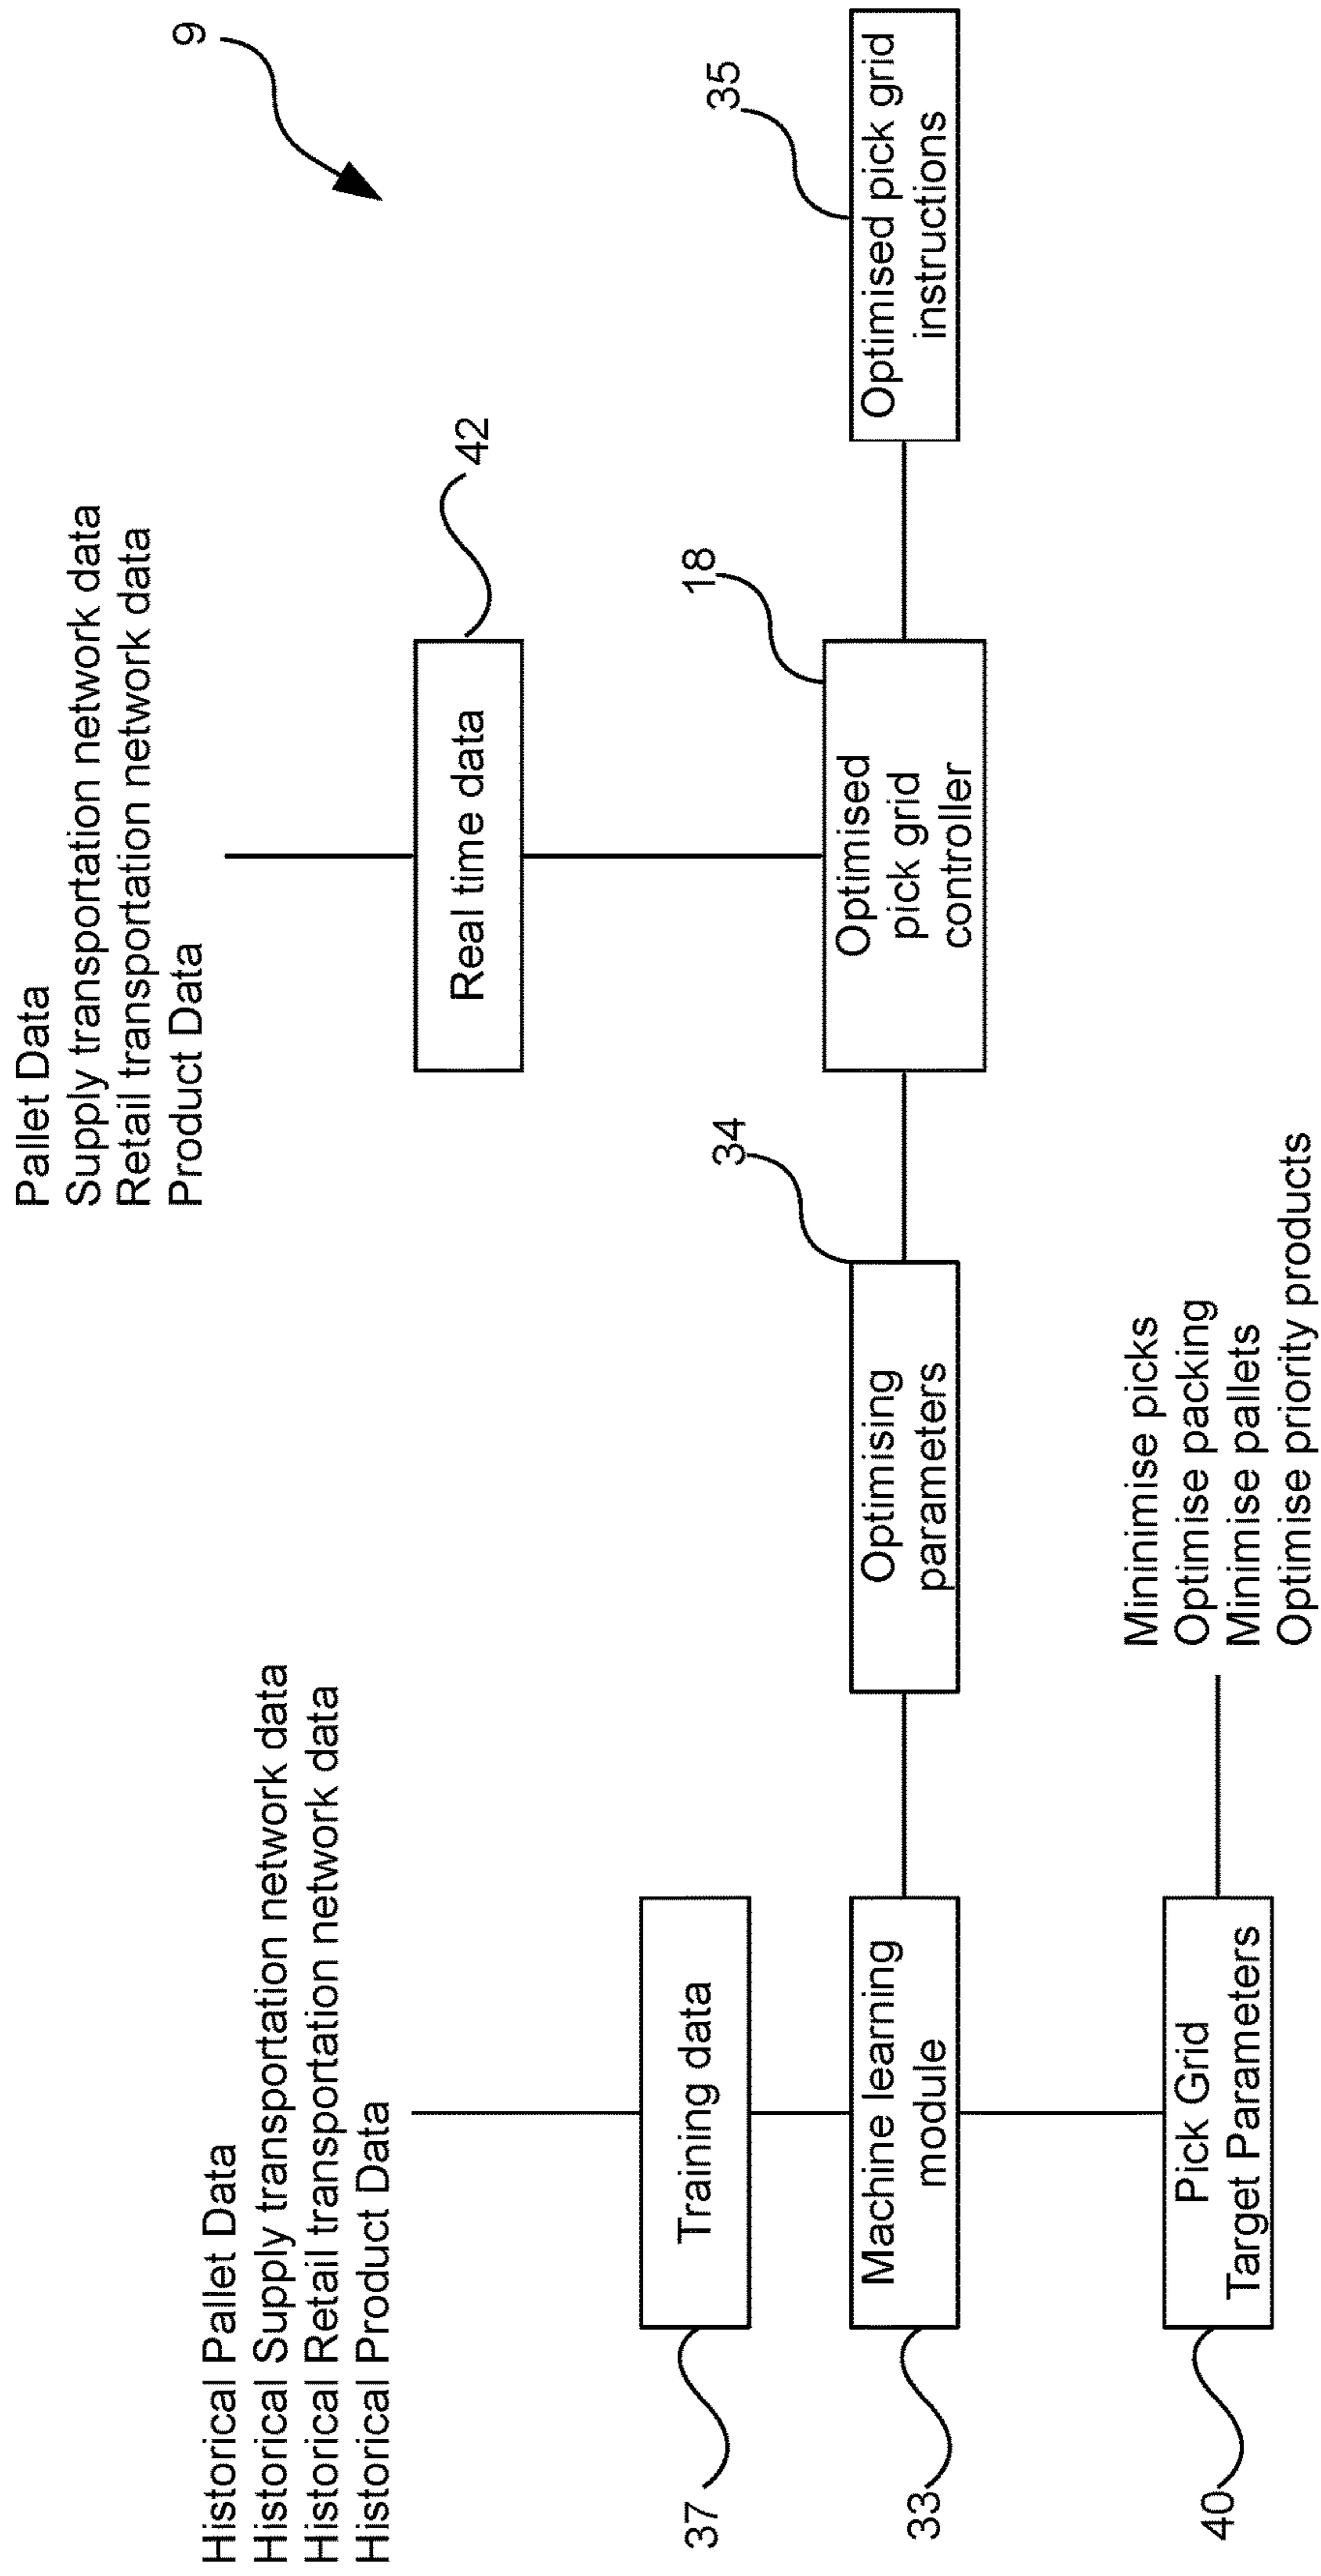 Historical Pallet Data
Historical Supply transportation network data
Historical Retail transportation network data
Historical Product Data
Pallet Data
Supply transportation network data
Retail transportation network data
Product Data
9
37
Training data
Real time data
42
33
Machine learning
module
34
Optimising
parameters
18
Optimised
pick grid
controller
35
Optimised pick grid
instructions
40
Pick Grid
Target Parameters
Mininimise picks
Optimise packing
Minimise pallets
Optimise priority products